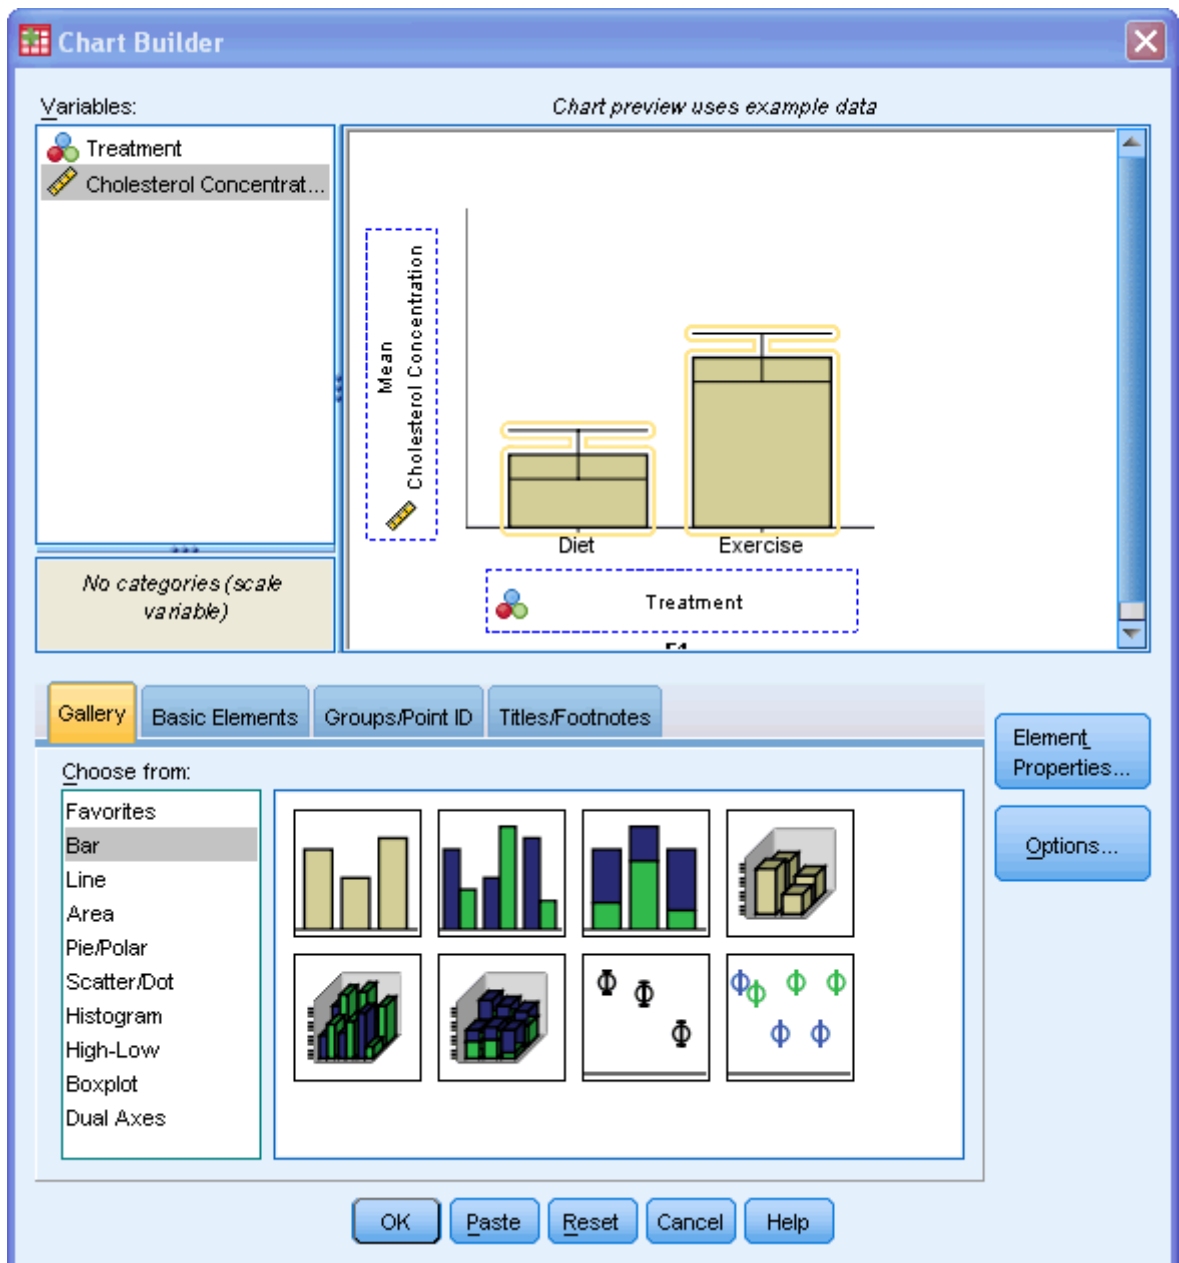 Chart Builder
Variables:
Chart preview uses example data
Treatment
Cholesterol Concentrat...
Mean
Cholesterol Concentration
Diet
Exercise
Treatment
No categories (scale
variable)
Gallery
Basic Elements
Groups/Point ID
Titles/Footnotes
Element
Properties...
Options...
Choose from:
Favorites
Bar
Line
Area
Pie/Polar
Scatter/Dot
Histogram
High-Low
Boxplot
Dual Axes
OK
Paste
Reset
Cancel
Help